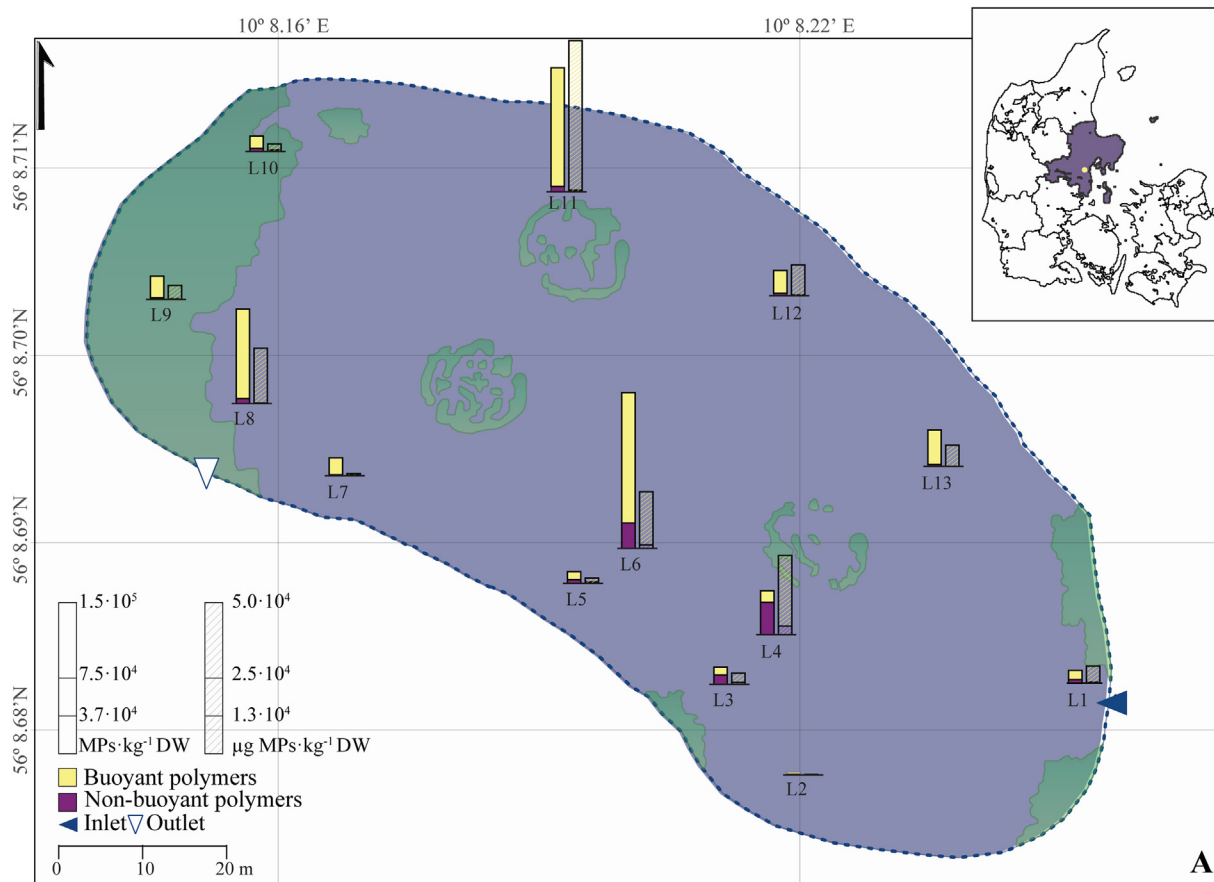 10º 8.16’ E 10º 8.22’ E
56º 8.71’N
56º 8.70’N
56º 8.69’N
56º 8.68’N
L10
L11
L9
L12
L8
L7
L13
L6
L5
L4
L3
L1
L2
1.5·10⁵ 5.0·10⁴
7.5·10⁴ 2.5·10⁴
3.7·10⁴ 1.3·10⁴
MPs·kg⁻¹ DW µg MPs·kg⁻¹ DW
Buoyant polymers
Non-buoyant polymers
Inlet Outlet
0 10 20 m
A